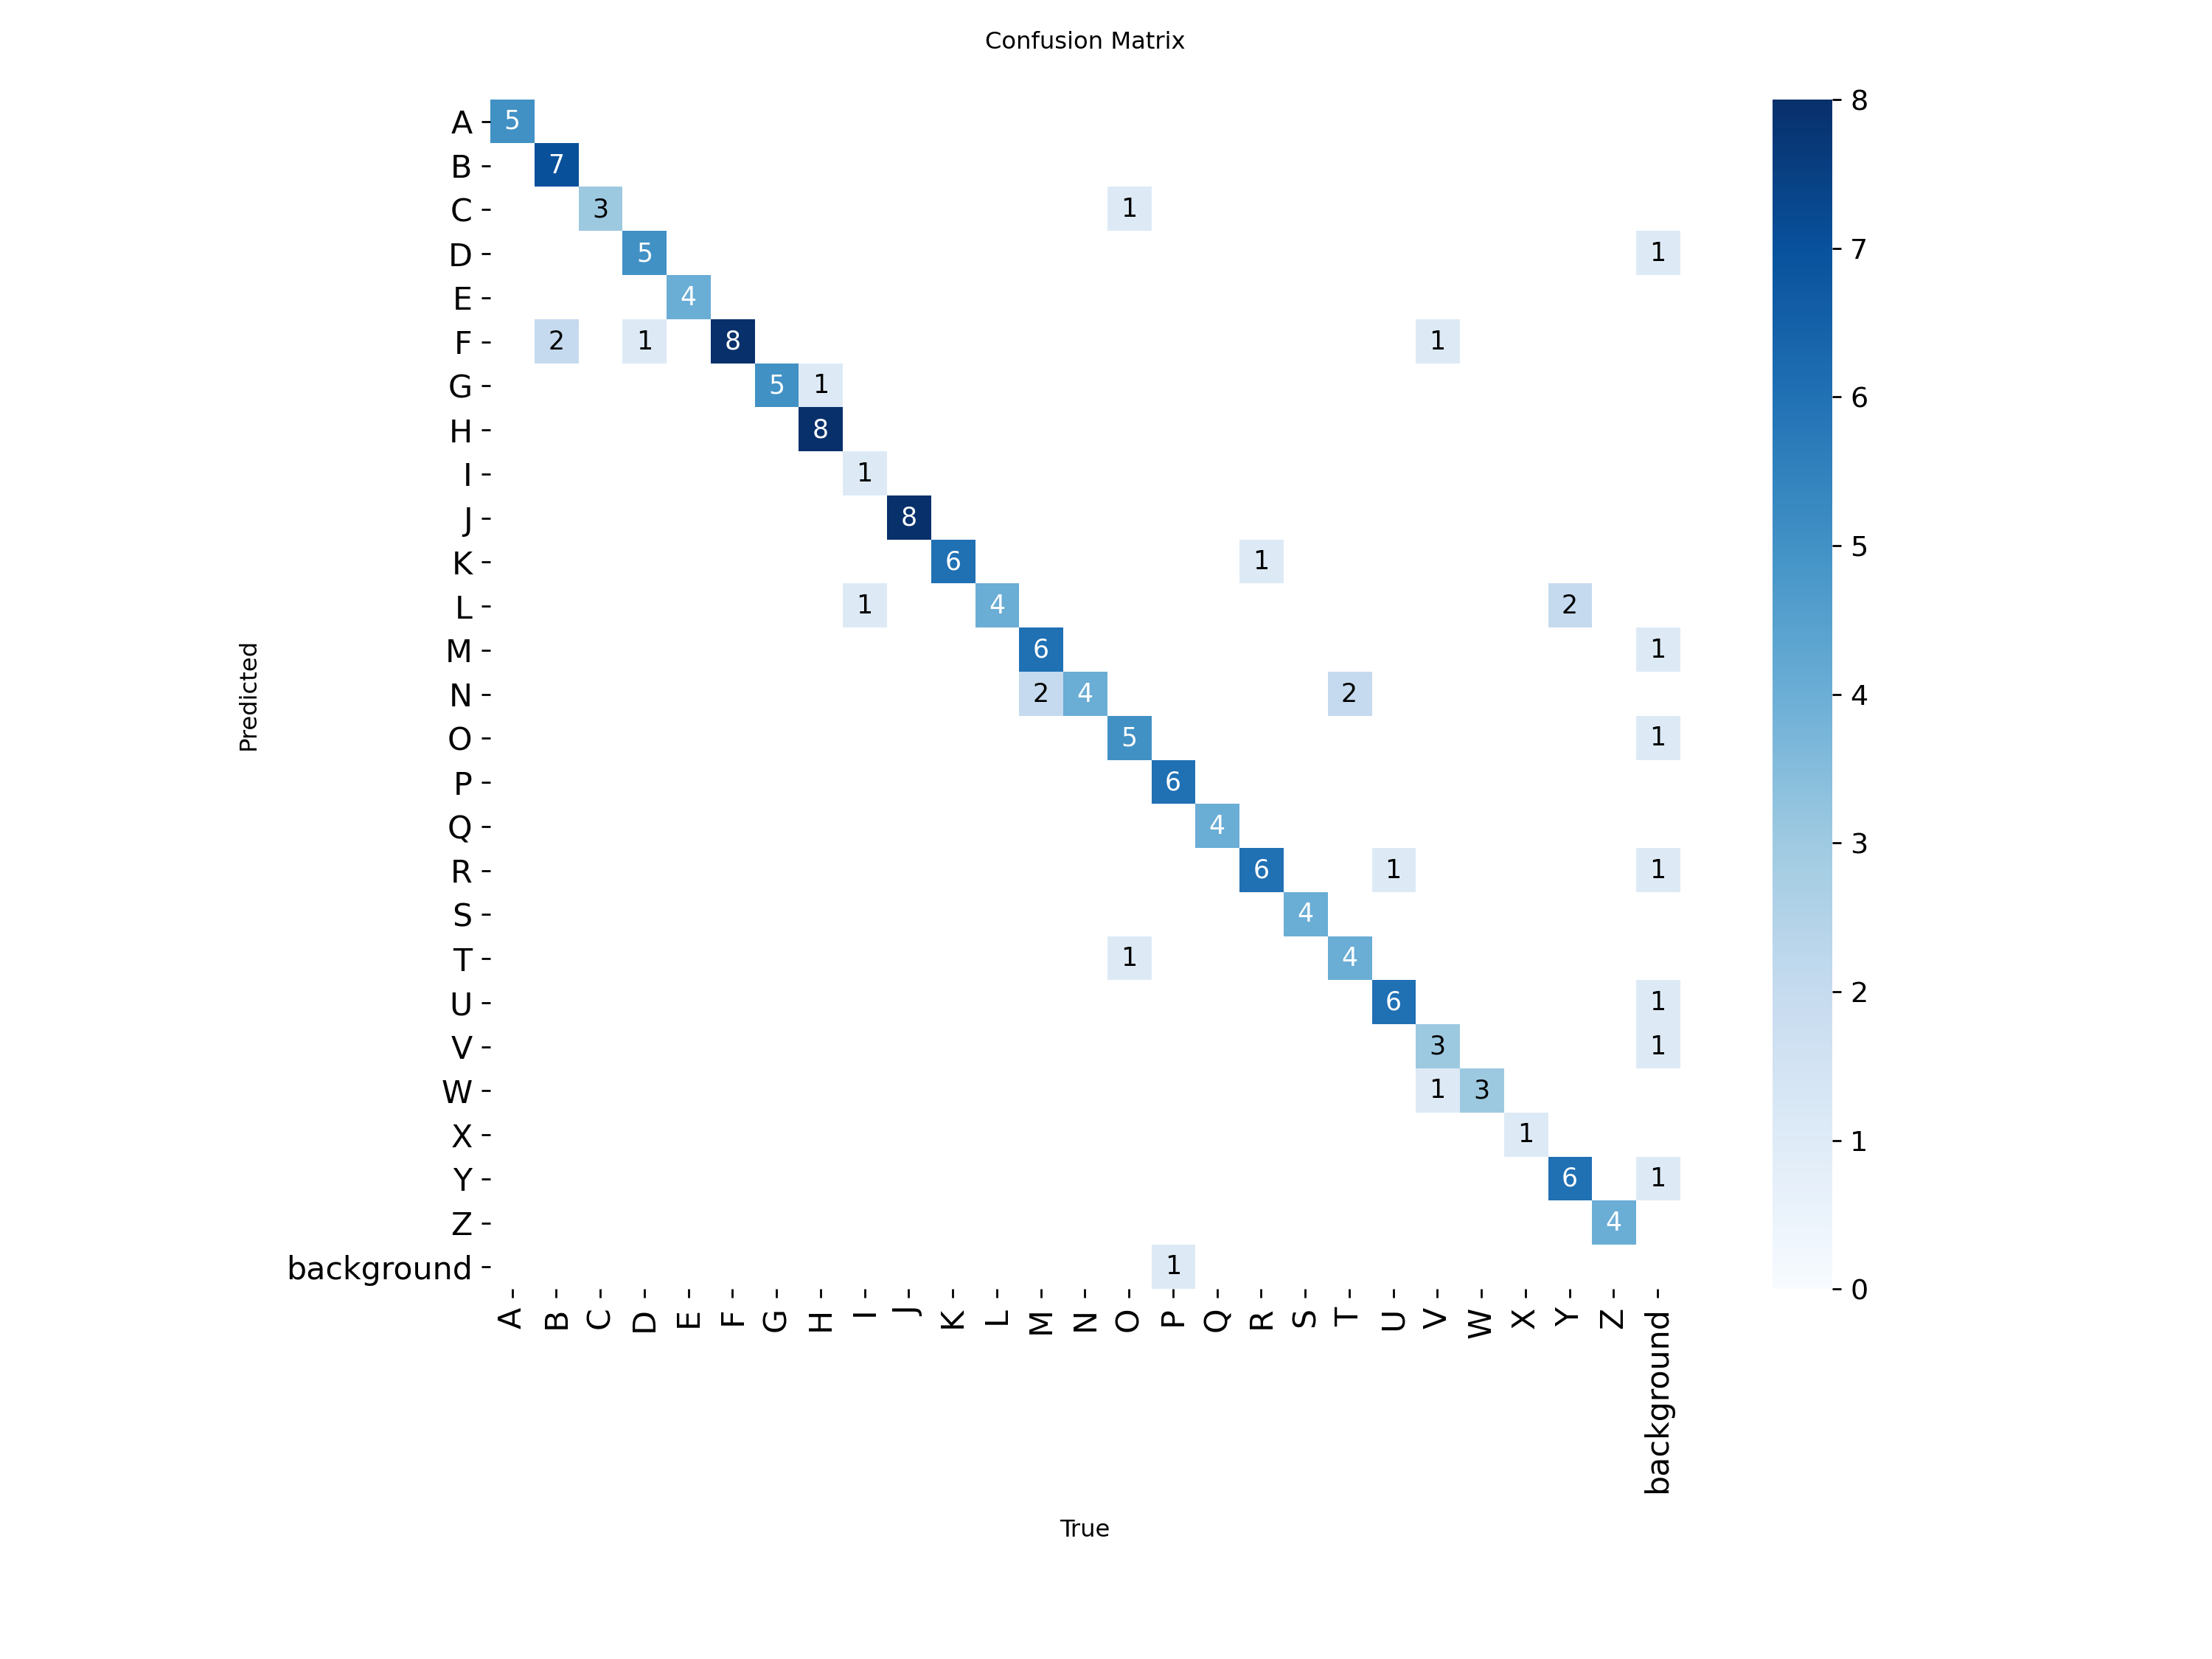 Confusion Matrix
A 5 8
B 7
C 3 1
D 5 1 7
E 4
F 2 1 8 1
G 5 1 6
H 8
I 1
J 8 5
K 6 1
L 1 4 2
M 6 1
N 2 4 2 4
O 5 1
P 6
Q 4 3
R 6 1 1
S 4
T 1 4
U 6 1 2
V 3 1
W 1 3
X 1 1
Y 6 1
Z 4
background 1 0
A B C D E F G H I J K L M N O P Q R S T U V W X Y Z background
Predicted
True